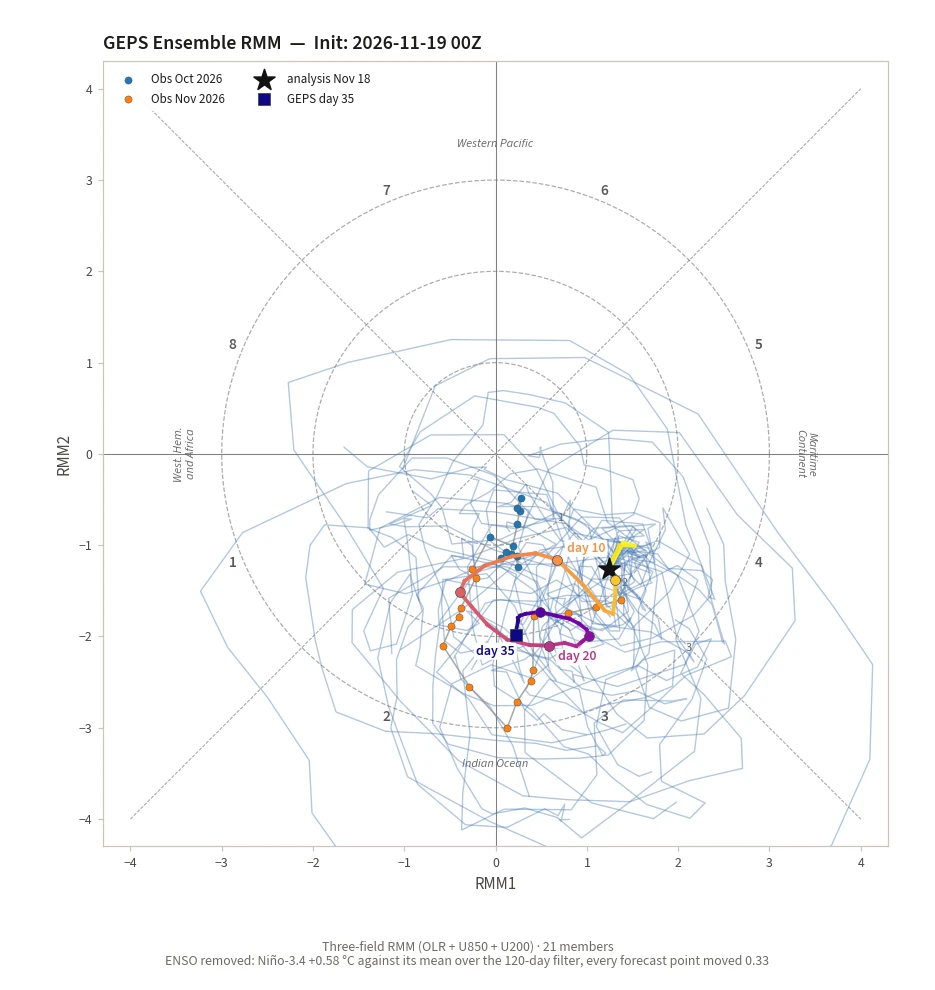 GEPS Ensemble RMM — Init: 2026-11-19 00Z
Obs Oct 2026
analysis Nov 18
Obs Nov 2026
GEPS day 35
Western Pacific
7
6
8
5
West. Hem.
and Africa
Maritime
Continent
1
4
2
3
Indian Ocean
1
3
day 10
day 35
day 20
4
3
2
1
0
−1
−2
−3
−4
RMM2
−4
−3
−2
−1
0
1
2
3
4
RMM1
Three-field RMM (OLR + U850 + U200) · 21 members
ENSO removed: Niño-3.4 +0.58 °C against its mean over the 120-day filter, every forecast point moved 0.33